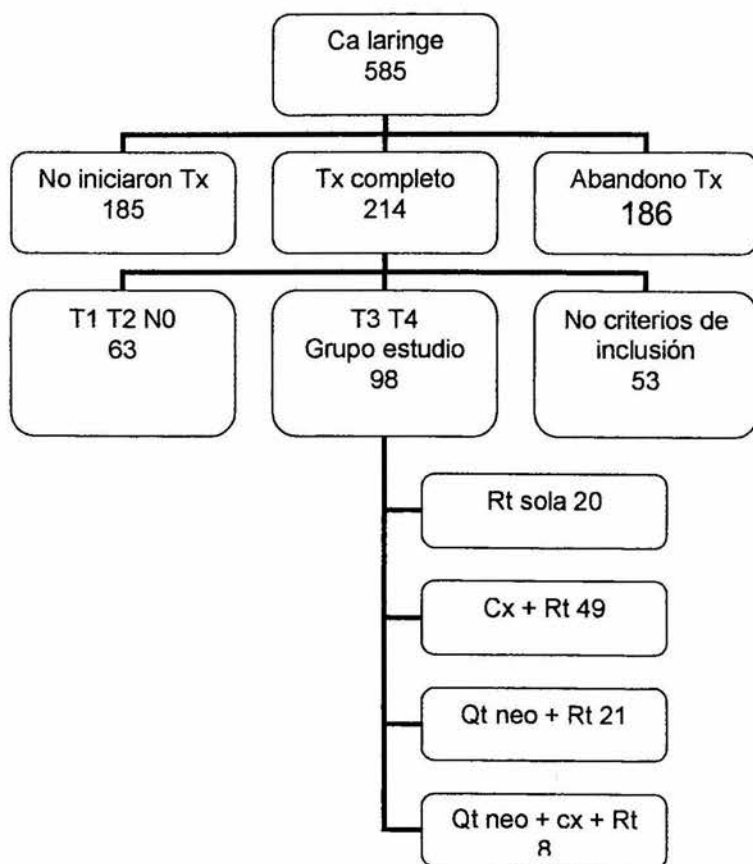 Ca laringe
585
No iniciaron Tx
185
Tx completo
214
Abandono Tx
186
T1 T2 N0
63
T3 T4
Grupo estudio
98
No criterios de
inclusión
53
Rt sola 20
Cx + Rt 49
Qt neo + Rt 21
Qt neo + cx + Rt
8